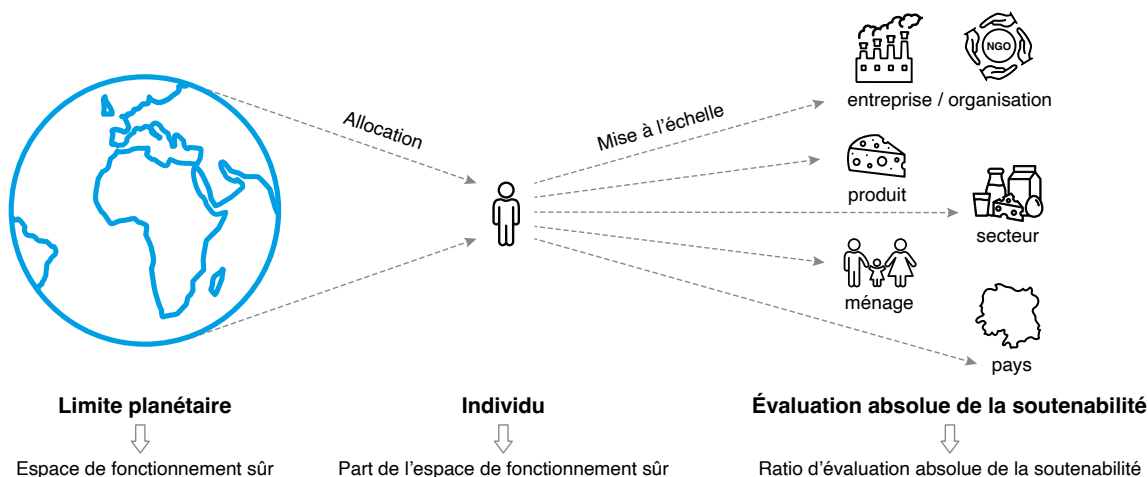 NGO
entreprise / organisation
Allocation
Mise à l'échelle
produit
secteur
ménage
pays
Limite planétaire
Individu
Évaluation absolue de la soutenabilité
Espace de fonctionnement sûr
Part de l'espace de fonctionnement sûr
Ratio d'évaluation absolue de la soutenabilité